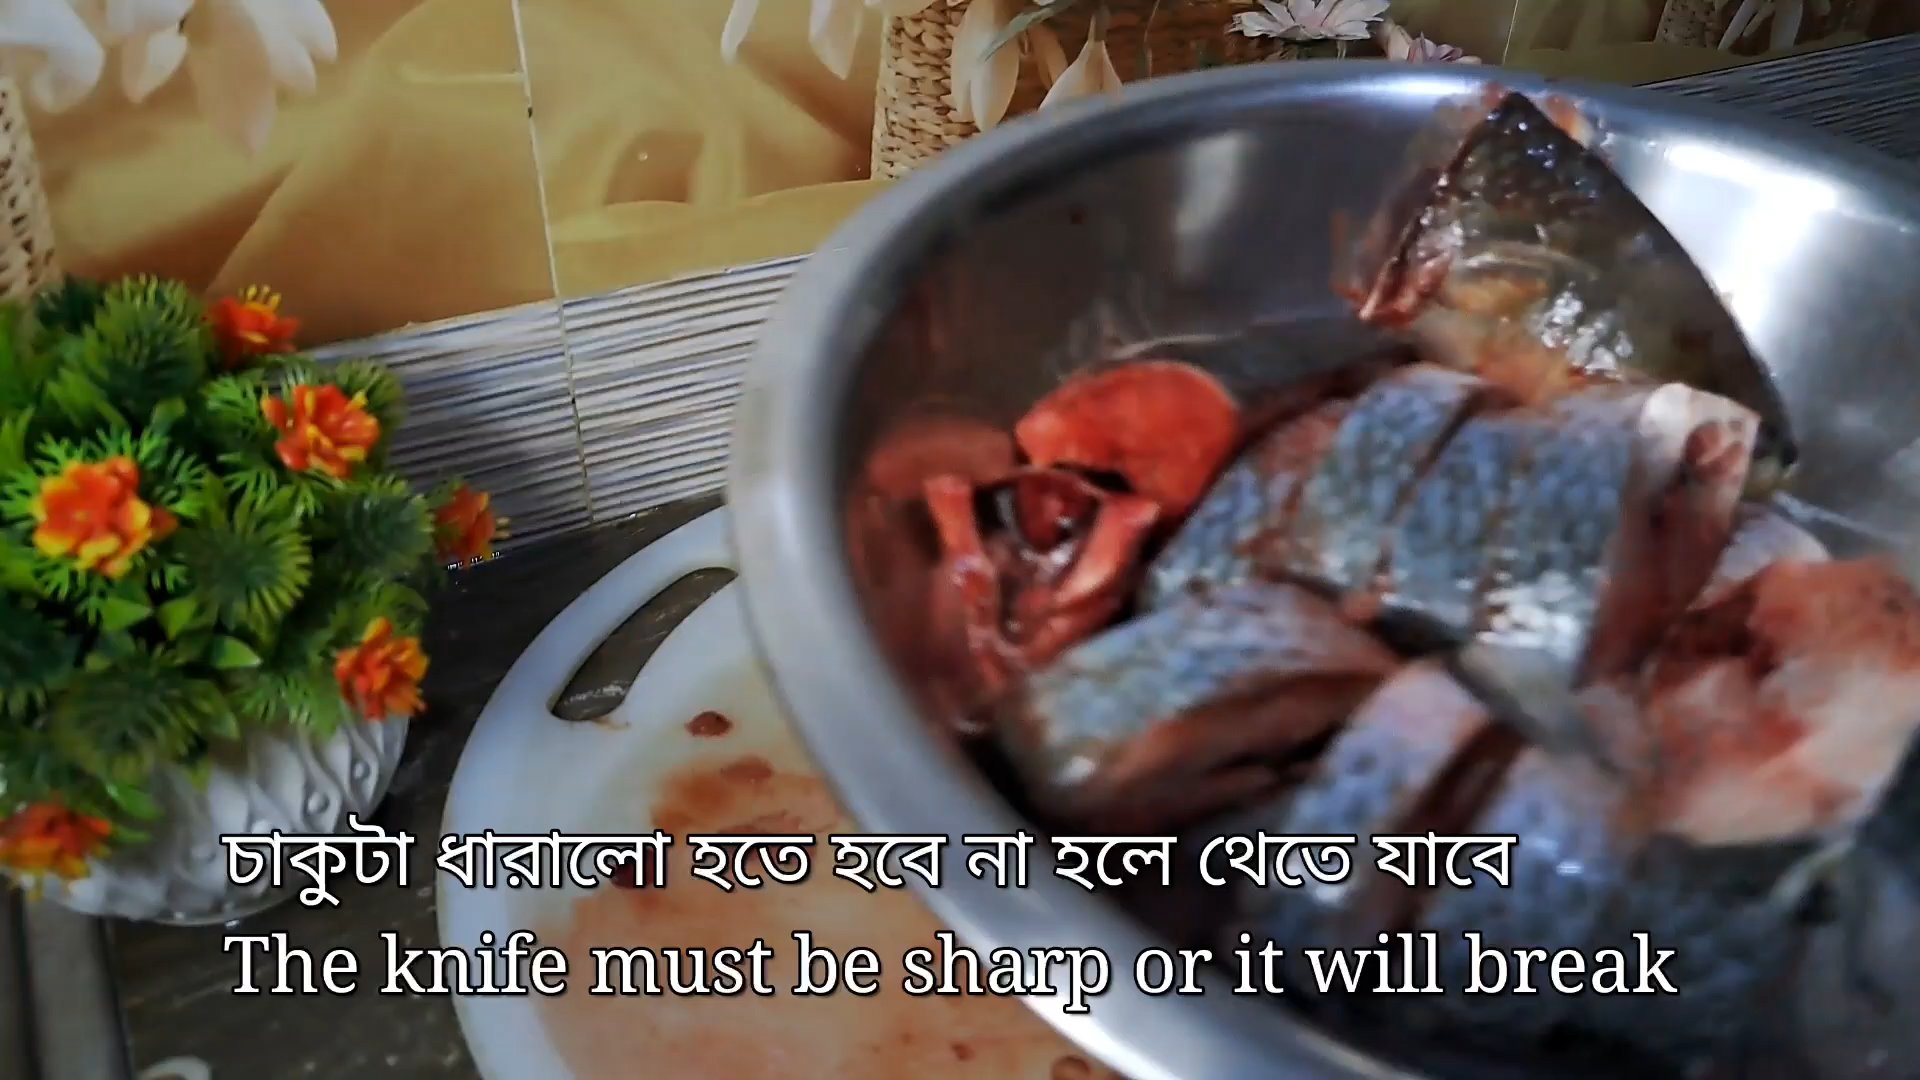 চাকুটা ধারালো হতে হবে না হলে থেতে যাবে
The knife must be sharp or it will break